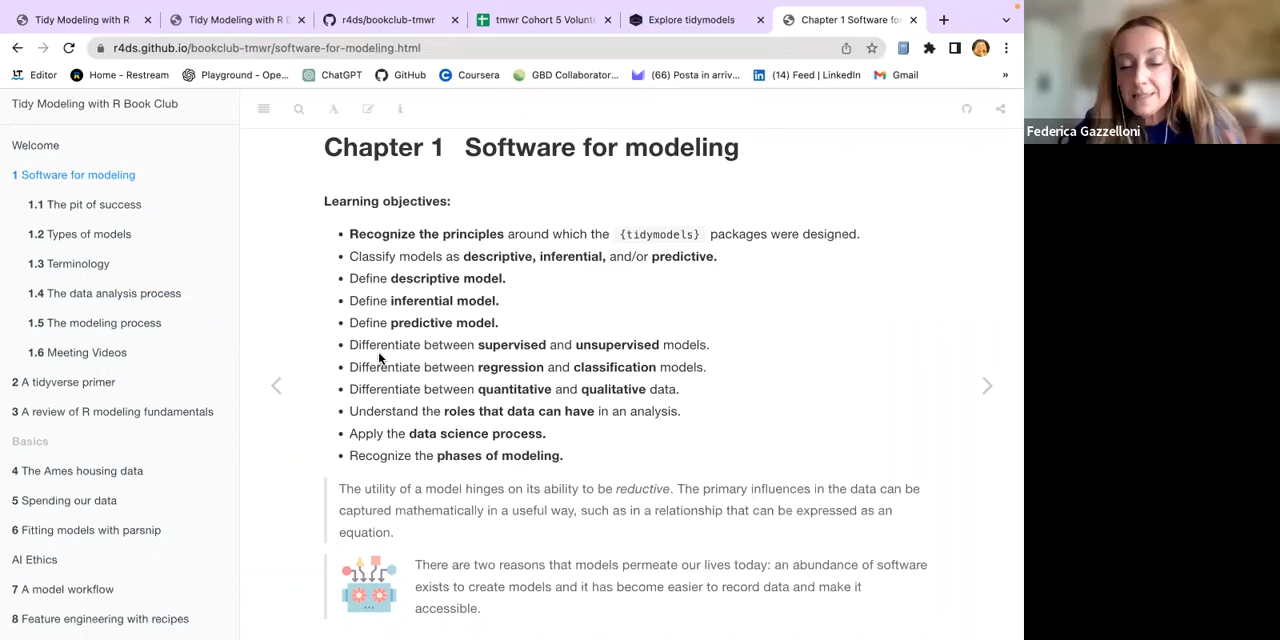 Tidy Modeling with R
Tidy Modeling with R B
r4ds/bookclub-tmwr
tmwr Cohort 5 Volunt
Explore tidymodels
Chapter 1 Software for
r4ds.github.io/bookclub-tmwr/software-for-modeling.html
Editor
Home - Restream
Playground - Ope...
ChatGPT
GitHub
Coursera
GBD Collaborator...
(66) Posta in arriv...
(14) Feed | LinkedIn
Gmail
»
Federica Gazzelloni
Tidy Modeling with R Book Club
Welcome
1 Software for modeling
1.1 The pit of success
1.2 Types of models
1.3 Terminology
1.4 The data analysis process
1.5 The modeling process
1.6 Meeting Videos
2 A tidyverse primer
3 A review of R modeling fundamentals
Basics
4 The Ames housing data
5 Spending our data
6 Fitting models with parsnip
AI Ethics
7 A model workflow
8 Feature engineering with recipes
Chapter 1 Software for modeling
Learning objectives:
• Recognize the principles around which the {tidymodels} packages were designed.
• Classify models as descriptive, inferential, and/or predictive.
• Define descriptive model.
• Define inferential model.
• Define predictive model.
• Differentiate between supervised and unsupervised models.
• Differentiate between regression and classification models.
• Differentiate between quantitative and qualitative data.
• Understand the roles that data can have in an analysis.
• Apply the data science process.
• Recognize the phases of modeling.
The utility of a model hinges on its ability to be reductive. The primary influences in the data can be
captured mathematically in a useful way, such as in a relationship that can be expressed as an
equation.
There are two reasons that models permeate our lives today: an abundance of software
exists to create models and it has become easier to record data and make it
accessible.